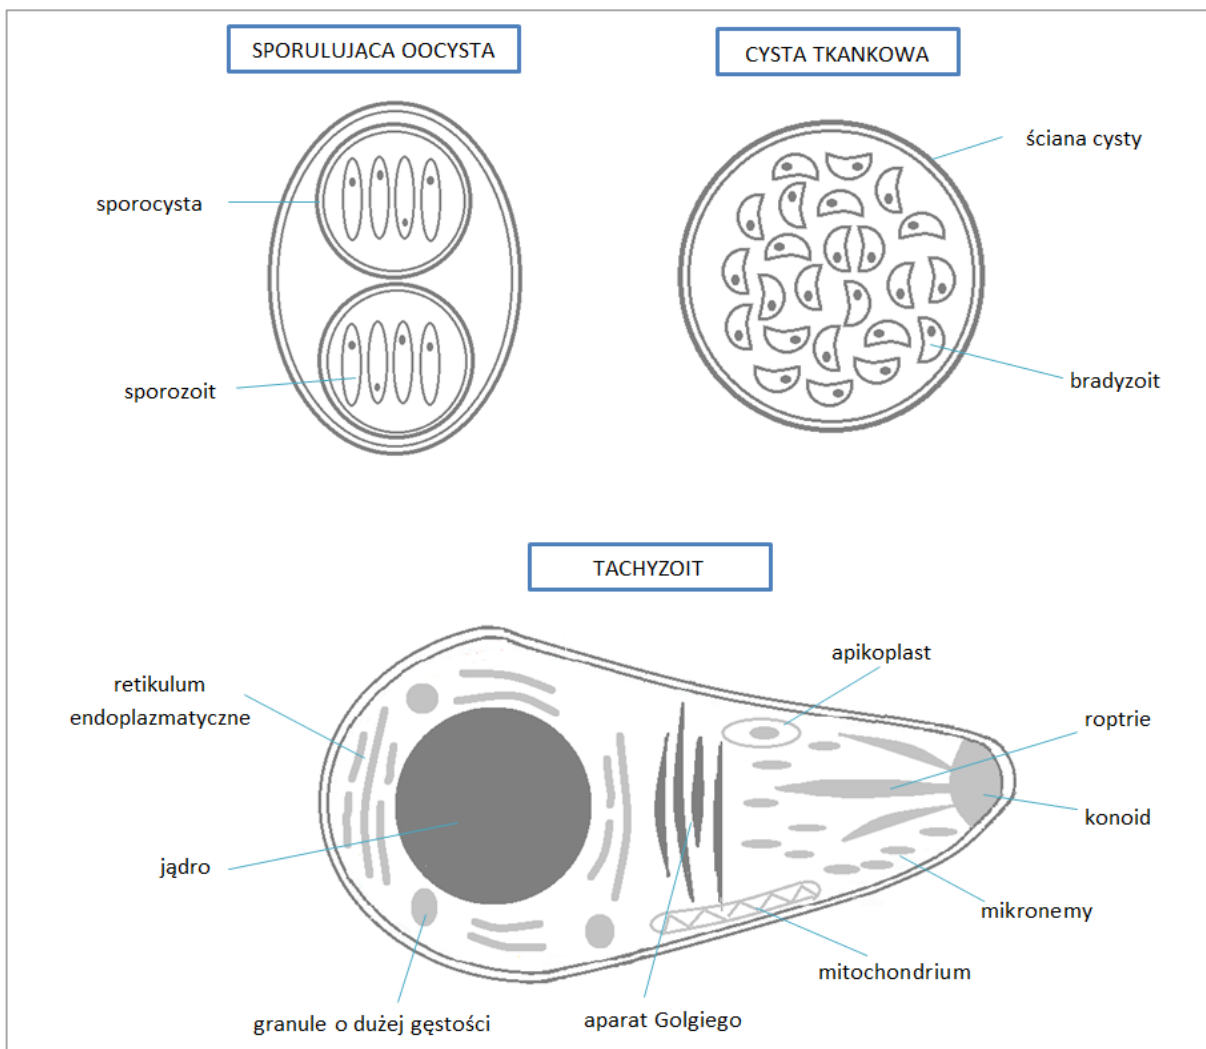 SPORULUJĄCA OOCYSTA
CYSTA TKANKOWA
ściana cysty
sporocysta
sporozoit
bradyzoit
TACHYZOIT
apikoplast
retikulum
endoplazmatyczne
roptrie
konoid
jądro
mikronemy
mitochondrium
granule o dużej gęstości
aparat Golgiego